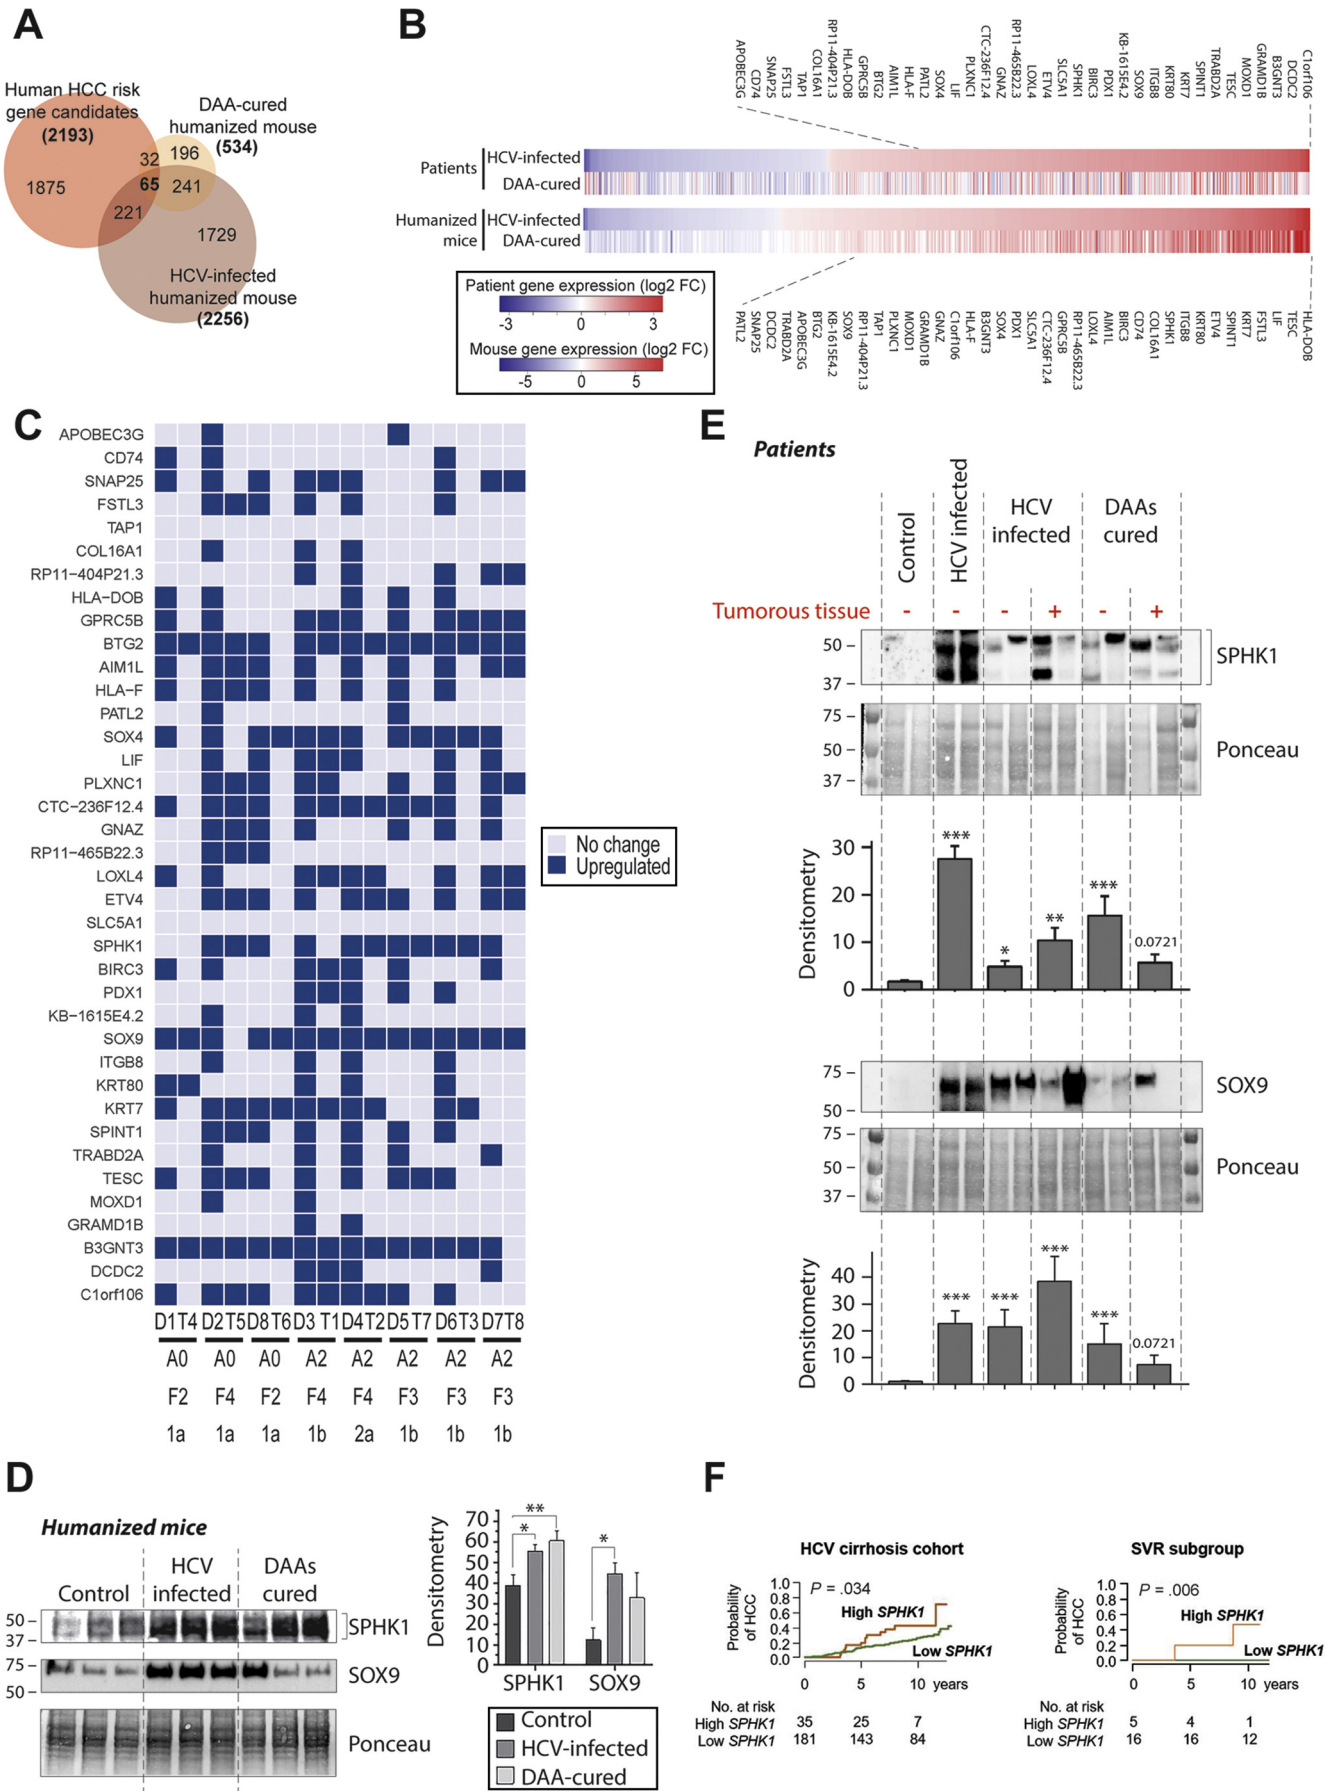 A
Human HCC risk
gene candidates
(2193)
DAA-cured
humanized mouse
(534)
32
196
65
241
1875
221
1729
HCV-infected
humanized mouse
(2256)
B
APOBEC3G
CD74
SNAP25
FSTL3
TAP1
COL16A1
RP11-404P21.3
HLA-DOB
GPRC5B
BTG2
AIM1L
HLA-F
PATL2
SOX4
LIF
PLXNC1
CTC-236F12.4
GNAZ
RP11-465B22.3
LOXL4
ETV4
SLC5A1
SPHK1
BIRC3
PDX1
KB-1615E4.2
SOX9
ITGB8
KRT80
KRT7
SPINT1
TRABD2A
TESC
MOXD1
GRAMD1B
B3GNT3
DCDC2
C1orf106
Patients
HCV-infected
DAA-cured
Humanized
mice
HCV-infected
DAA-cured
Patient gene expression (log2 FC)
-3 0 3
Mouse gene expression (log2 FC)
-5 0 5
PATL2
SNAP25
DCDC2
TRABD2A
APOBEC3G
BTG2
KB-1615E4.2
SOX9
RP11-404P21.3
TAP1
PLXNC1
MOXD1
GRAMD1B
GNAZ
C1orf106
HLA-F
B3GNT3
SOX4
PDX1
SLC5A1
CTC-236F12.4
GPRC5B
RP11-465B22.3
LOXL4
AIM1L
BIRC3
CD74
COL16A1
SPHK1
ITGB8
KRT80
ETV4
SPINT1
KRT7
FSTL3
LIF
TESC
HLA-DOB
C
APOBEC3G
CD74
SNAP25
FSTL3
TAP1
COL16A1
RP11−404P21.3
HLA−DOB
GPRC5B
BTG2
AIM1L
HLA−F
PATL2
SOX4
LIF
PLXNC1
CTC−236F12.4
GNAZ
RP11−465B22.3
LOXL4
ETV4
SLC5A1
SPHK1
BIRC3
PDX1
KB−1615E4.2
SOX9
ITGB8
KRT80
KRT7
SPINT1
TRABD2A
TESC
MOXD1
GRAMD1B
B3GNT3
DCDC2
C1orf106
D1 T4 D2 T5 D8 T6 D3 T1 D4 T2 D5 T7 D6 T3 D7 T8
A0 A0 A0 A2 A2 A2 A2 A2
F2 F4 F2 F4 F4 F3 F3 F3
1a 1a 1a 1b 2a 1b 1b 1b
No change
Upregulated
E
Patients
Control
HCV infected
HCV
infected
DAAs
cured
Tumorous tissue - - - + - +
50
37
SPHK1
75
50
37
Ponceau
Densitometry
30
20
10
0
***
*
**
***
0.0721
75
50
SOX9
75
50
37
Ponceau
Densitometry
40
30
20
10
0
***
***
***
***
0.0721
D
Humanized mice
Control
HCV
infected
DAAs
cured
50
37
SPHK1
75
50
SOX9
Ponceau
Densitometry
70
60
50
40
30
20
10
0
*
**
*
SPHK1 SOX9
Control
HCV-infected
DAA-cured
F
HCV cirrhosis cohort
Probability
of HCC
1.0
0.8
0.6
0.4
0.2
0.0
P = .034
High SPHK1
Low SPHK1
0 5 10 years
No. at risk
High SPHK1 35 25 7
Low SPHK1 181 143 84
SVR subgroup
Probability
of HCC
1.0
0.8
0.6
0.4
0.2
0.0
P = .006
High SPHK1
Low SPHK1
0 5 10 years
No. at risk
High SPHK1 5 4 1
Low SPHK1 16 16 12